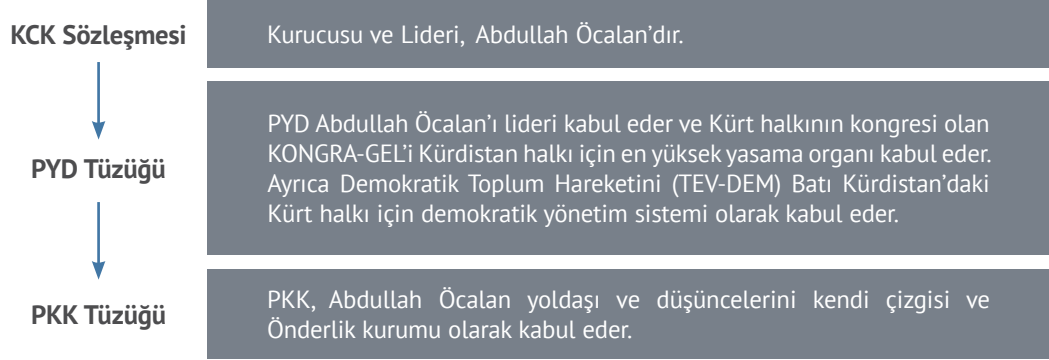 KCK Sözleşmesi
Kurucusu ve Lideri, Abdullah Öcalan’dır.
PYD Tüzüğü
PYD Abdullah Öcalan’ı lideri kabul eder ve Kürt halkının kongresi olan
KONGRA-GEL’i Kürdistan halkı için en yüksek yasama organı kabul eder.
Ayrıca Demokratik Toplum Hareketini (TEV-DEM) Batı Kürdistan’daki
Kürt halkı için demokratik yönetim sistemi olarak kabul eder.
PKK Tüzüğü
PKK, Abdullah Öcalan yoldaşı ve düşüncelerini kendi çizgisi ve
Önderlik kurumu olarak kabul eder.